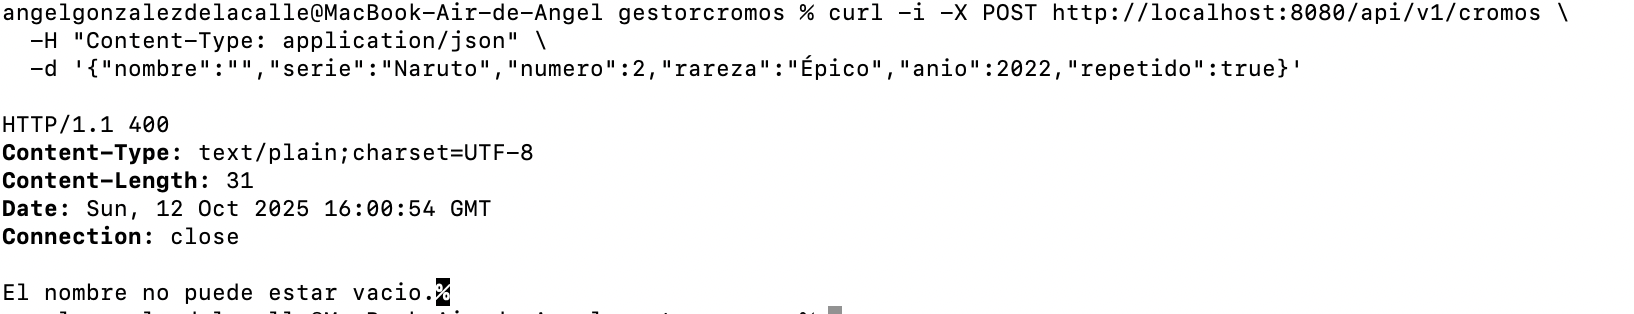 angelgonzalezdelacalle@MacBook-Air-de-Angel gestorcromos % curl -i -X POST http://localhost:8080/api/v1/cromos \
-H "Content-Type: application/json" \
-d '{"nombre":"","serie":"Naruto","numero":2,"rareza":"Épico","anio":2022,"repetido":true}'
HTTP/1.1 400
Content-Type: text/plain;charset=UTF-8
Content-Length: 31
Date: Sun, 12 Oct 2025 16:00:54 GMT
Connection: close
El nombre no puede estar vacio.%